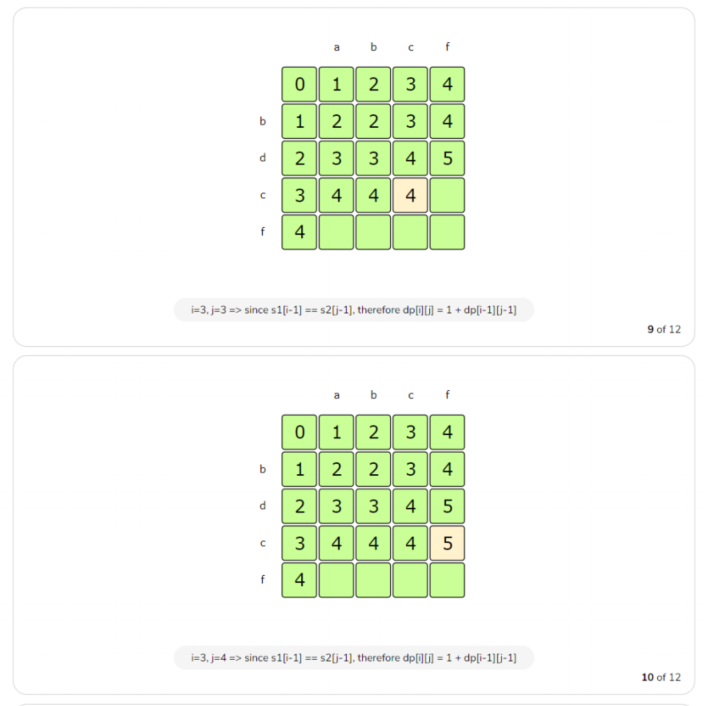 a b c f
0 1 2 3 4
b 1 2 2 3 4
d 2 3 3 4 5
c 3 4 4 4
f 4
i=3, j=3 => since s1[i-1] == s2[j-1], therefore dp[i][j] = 1 + dp[i-1][j-1]
9 of 12
a b c f
0 1 2 3 4
b 1 2 2 3 4
d 2 3 3 4 5
c 3 4 4 4 5
f 4
i=3, j=4 => since s1[i-1] == s2[j-1], therefore dp[i][j] = 1 + dp[i-1][j-1]
10 of 12